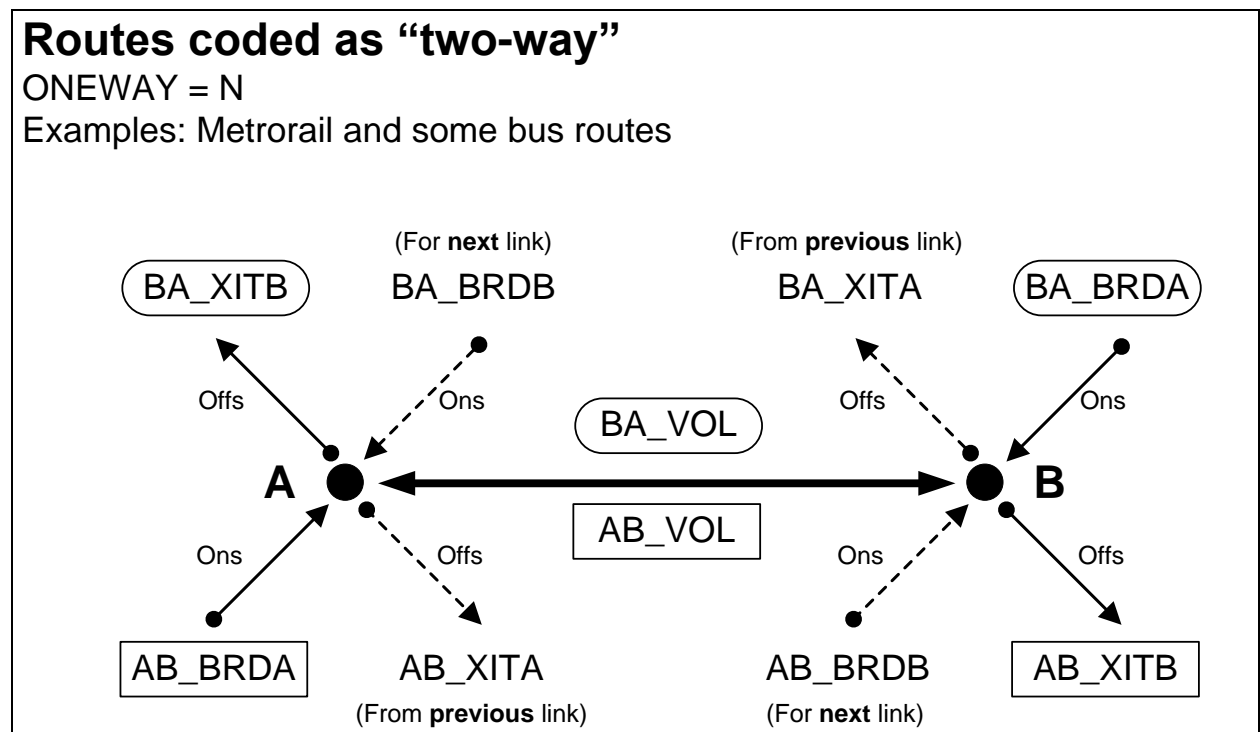 Routes coded as “two-way”
ONEWAY = N
Examples: Metrorail and some bus routes
(For next link)
(From previous link)
BA_XITB
BA_BRDB
BA_XITA
BA_BRDA
Offs
Ons
Offs
Ons
BA_VOL
A
B
AB_VOL
Ons
Offs
Ons
Offs
AB_BRDA
AB_XITA
AB_BRDB
AB_XITB
(From previous link)
(For next link)